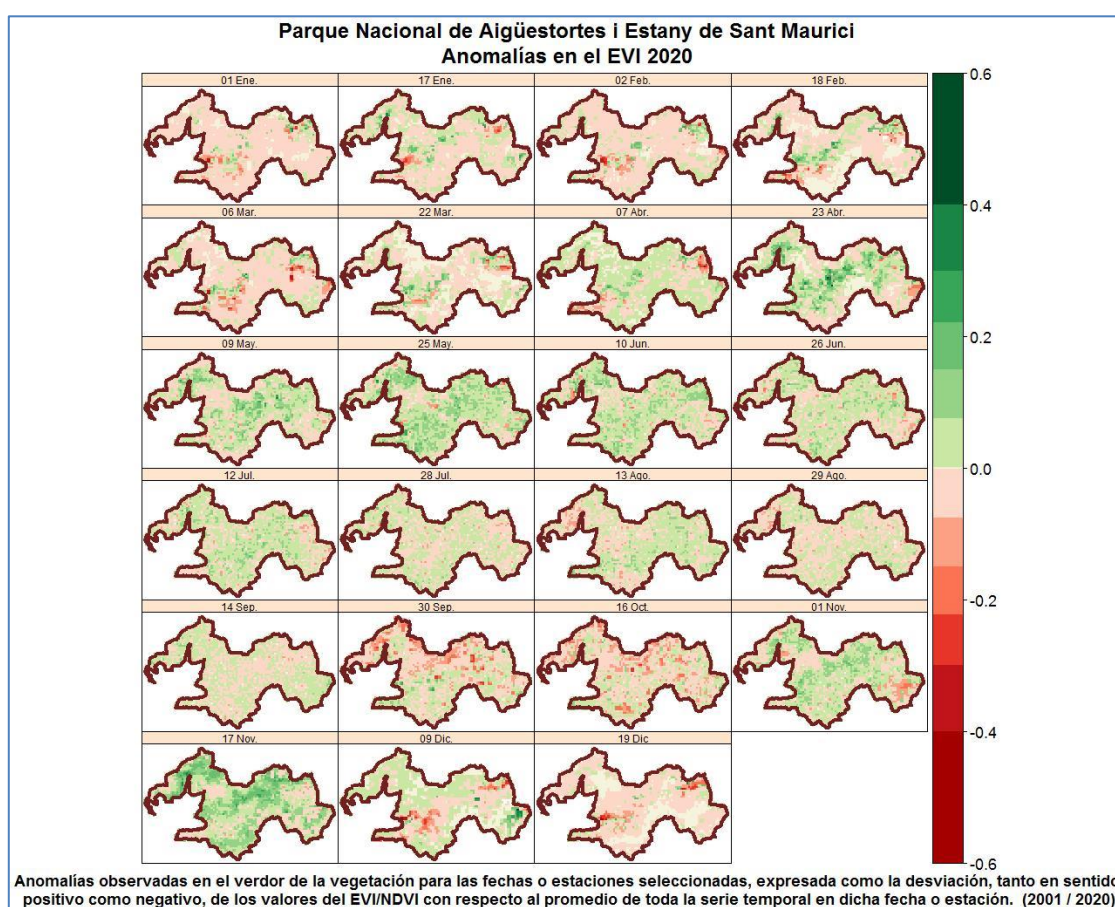 Parque Nacional de Aigüestortes i Estany de Sant Maurici
Anomalías en el EVI 2020
01 Ene.
17 Ene.
02 Feb.
18 Feb.
06 Mar.
22 Mar.
07 Abr.
23 Abr.
09 May.
25 May.
10 Jun.
26 Jun.
12 Jul.
28 Jul.
13 Ago.
29 Ago.
14 Sep.
30 Sep.
16 Oct.
01 Nov.
17 Nov.
09 Dic.
19 Dic
0.6
0.4
0.2
0.0
-0.2
-0.4
-0.6
Anomalías observadas en el verdor de la vegetación para las fechas o estaciones seleccionadas, expresada como la desviación, tanto en sentido
positivo como negativo, de los valores del EVI/NDVI con respecto al promedio de toda la serie temporal en dicha fecha o estación. (2001 / 2020)